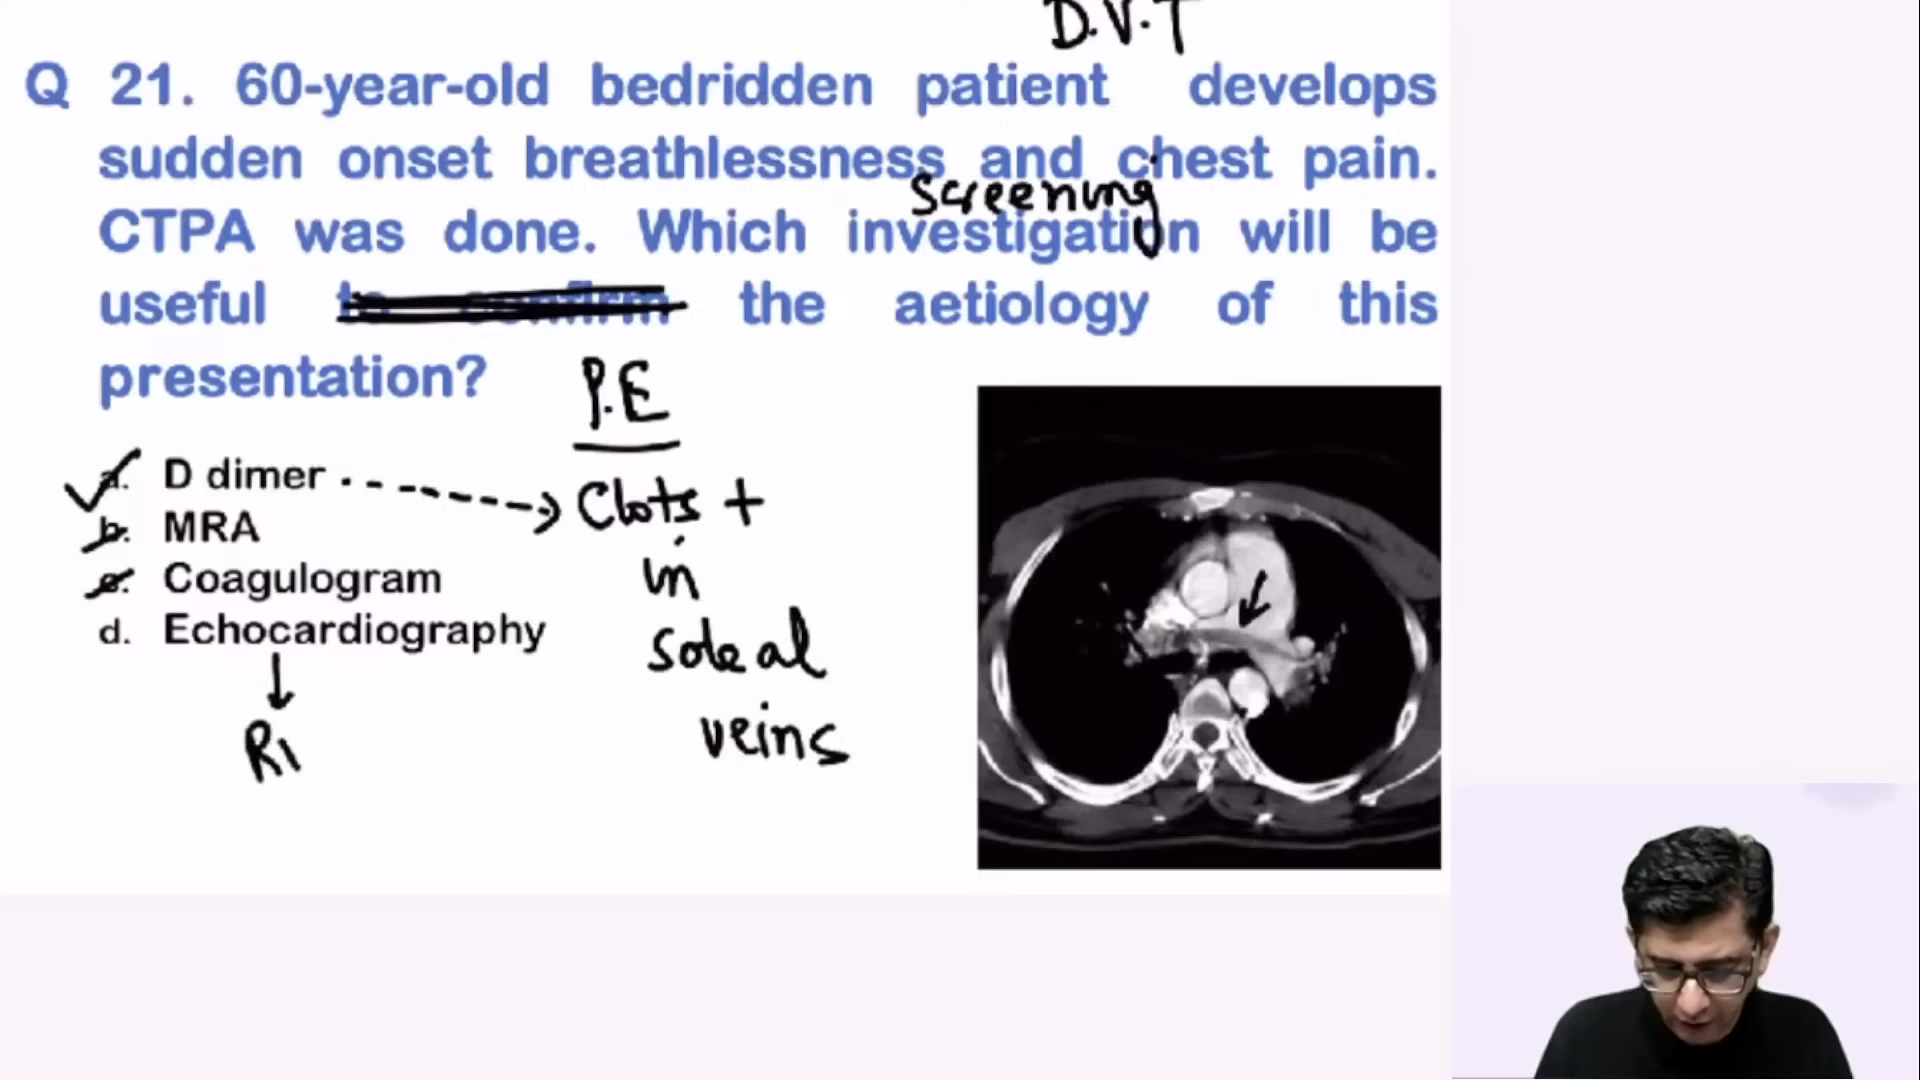 D.V.T
Q 21. 60-year-old bedridden patient develops
sudden onset breathlessness and chest pain.
screening
CTPA was done. Which investigation will be
useful to confirm the aetiology of this
presentation?
P.E
a. D dimer
Clots +
b. MRA
in
c. Coagulogram
soleal
d. Echocardiography
veins